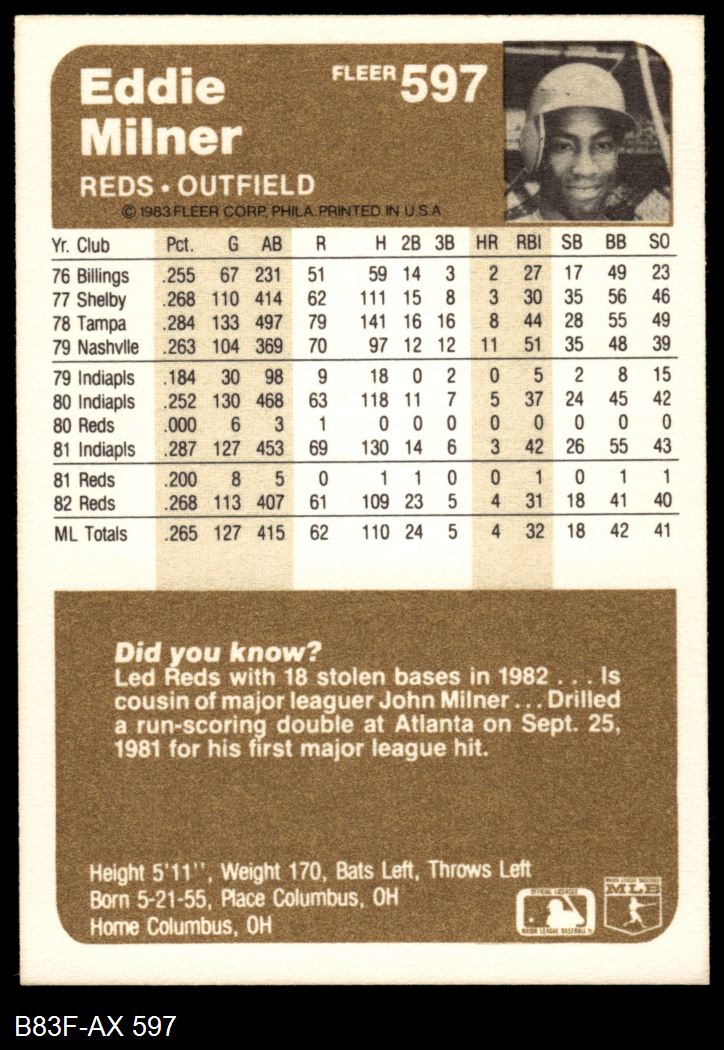 Eddie
Milner
FLEER 597
REDS • OUTFIELD
© 1983 FLEER CORP, PHILA. PRINTED IN U.S.A
Yr. Club Pct. G AB R H 2B 3B HR RBI SB BB SO
76 Billings .255 67 231 51 59 14 3 2 27 17 49 23
77 Shelby .268 110 414 62 111 15 8 3 30 35 56 46
78 Tampa .284 133 497 79 141 16 16 8 44 28 55 49
79 Nashvlle .263 104 369 70 97 12 12 11 51 35 48 39
79 Indiapls .184 30 98 9 18 0 2 0 5 2 8 15
80 Indiapls .252 130 468 63 118 11 7 5 37 24 45 42
80 Reds .000 6 3 1 0 0 0 0 0 0 0 0
81 Indiapls .287 127 453 69 130 14 6 3 42 26 55 43
81 Reds .200 8 5 0 1 1 0 0 1 0 1 1
82 Reds .268 113 407 61 109 23 5 4 31 18 41 40
ML Totals .265 127 415 62 110 24 5 4 32 18 42 41
Did you know?
Led Reds with 18 stolen bases in 1982 . . . Is
cousin of major leaguer John Milner . . . Drilled
a run-scoring double at Atlanta on Sept. 25,
1981 for his first major league hit.
Height 5'11'', Weight 170, Bats Left, Throws Left
Born 5-21-55, Place Columbus, OH
Home Columbus, OH
OFFICIAL LICENSEE
MAJOR LEAGUE BASEBALL
MAJOR LEAGUE BASEBALL
MLB
B83F-AX 597